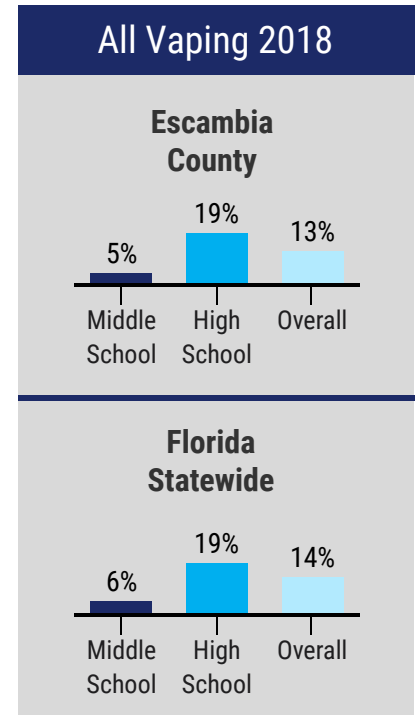 All Vaping 2018
Escambia
County
5%
19%
13%
Middle
School
High
School
Overall
Florida
Statewide
6%
19%
14%
Middle
School
High
School
Overall